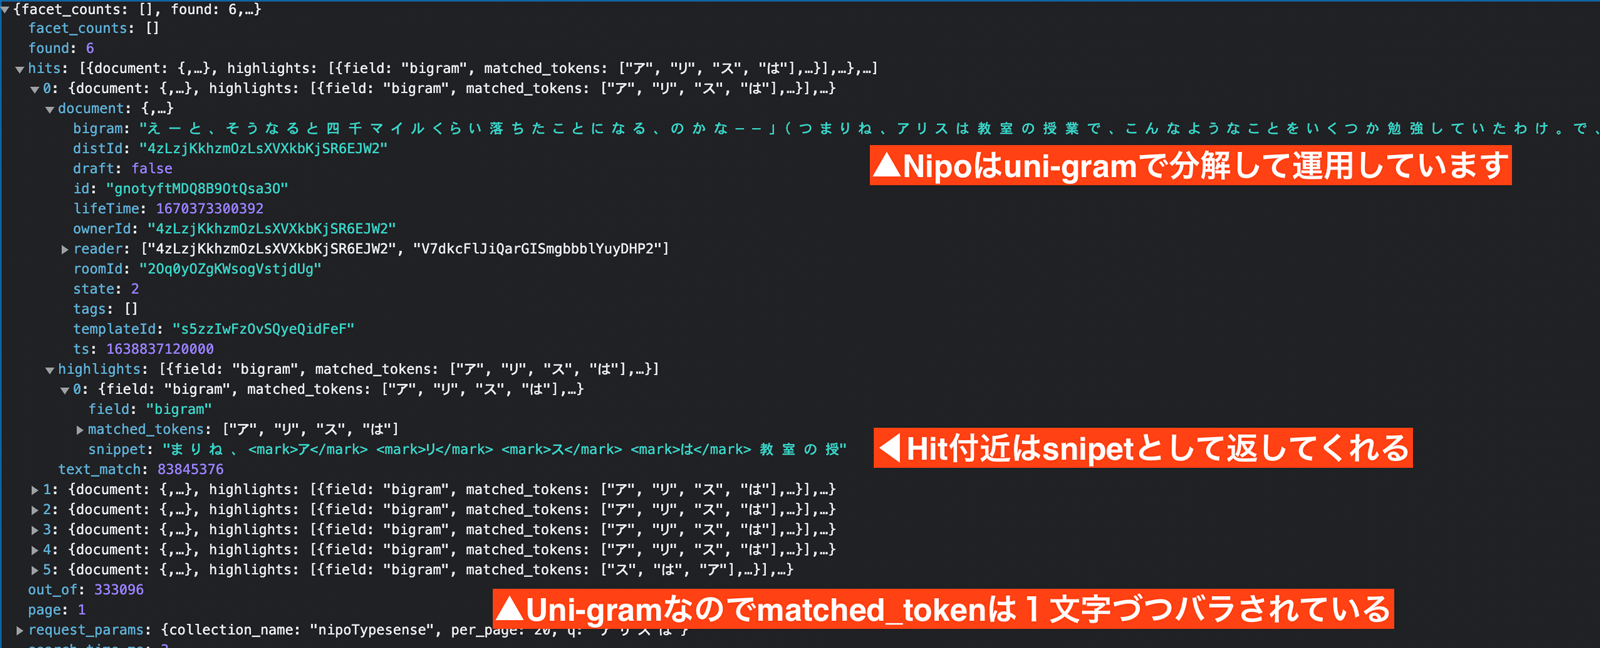 {facet_counts: [], found: 6,…}
facet_counts: []
found: 6
hits: [{document: {,…}, highlights: [{field: "bigram", matched_tokens: ["ア", "リ", "ス", "は"],…}],…},…]
0: {document: {,…}, highlights: [{field: "bigram", matched_tokens: ["ア", "リ", "ス", "は"],…}],…}
document: {,…}
bigram: "え ー と 、 そ う な る と 四 千 マ イ ル く ら い 落 ち た こ と に な る 、 の か な ー ー 」 ( つ ま り ね 、 ア リ ス は 教 室 の 授 業 で 、 こ ん な よ う な こ と を い く つ か 勉 強 し て い た わ け 。 で 、
distId: "4zLzjKkhzmOzLsXVXkbKjSR6EJW2"
▲Nipoはuni-gramで分解して運用しています
draft: false
id: "gnotyftMDQ8B9OtQsa3O"
lifeTime: 1670373300392
ownerId: "4zLzjKkhzmOzLsXVXkbKjSR6EJW2"
reader: ["4zLzjKkhzmOzLsXVXkbKjSR6EJW2", "V7dkcFlJiQarGISmgbbblYuyDHP2"]
roomId: "2Oq0yOZgKWsogVstjdUg"
state: 2
tags: []
templateId: "s5zzIwFzOvSQyeQidFeF"
ts: 1638837120000
highlights: [{field: "bigram", matched_tokens: ["ア", "リ", "ス", "は"],…}]
0: {field: "bigram", matched_tokens: ["ア", "リ", "ス", "は"],…}
field: "bigram"
matched_tokens: ["ア", "リ", "ス", "は"]
snippet: "ま り ね 、 <mark>ア</mark> <mark>リ</mark> <mark>ス</mark> <mark>は</mark> 教 室 の 授"
◀Hit付近はsnipetとして返してくれる
text_match: 83845376
1: {document: {,…}, highlights: [{field: "bigram", matched_tokens: ["ア", "リ", "ス", "は"],…}],…}
2: {document: {,…}, highlights: [{field: "bigram", matched_tokens: ["ア", "リ", "ス", "は"],…}],…}
3: {document: {,…}, highlights: [{field: "bigram", matched_tokens: ["ア", "リ", "ス", "は"],…}],…}
4: {document: {,…}, highlights: [{field: "bigram", matched_tokens: ["ア", "リ", "ス", "は"],…}],…}
5: {document: {,…}, highlights: [{field: "bigram", matched_tokens: ["ス", "は", "ア"],…}],…}
out_of: 333096
page: 1
▲Uni-gramなのでmatched_tokenは1文字づつバラされている
request_params: {collection_name: "nipoTypesense", per_page: 20, q: "ア リ ス は"}